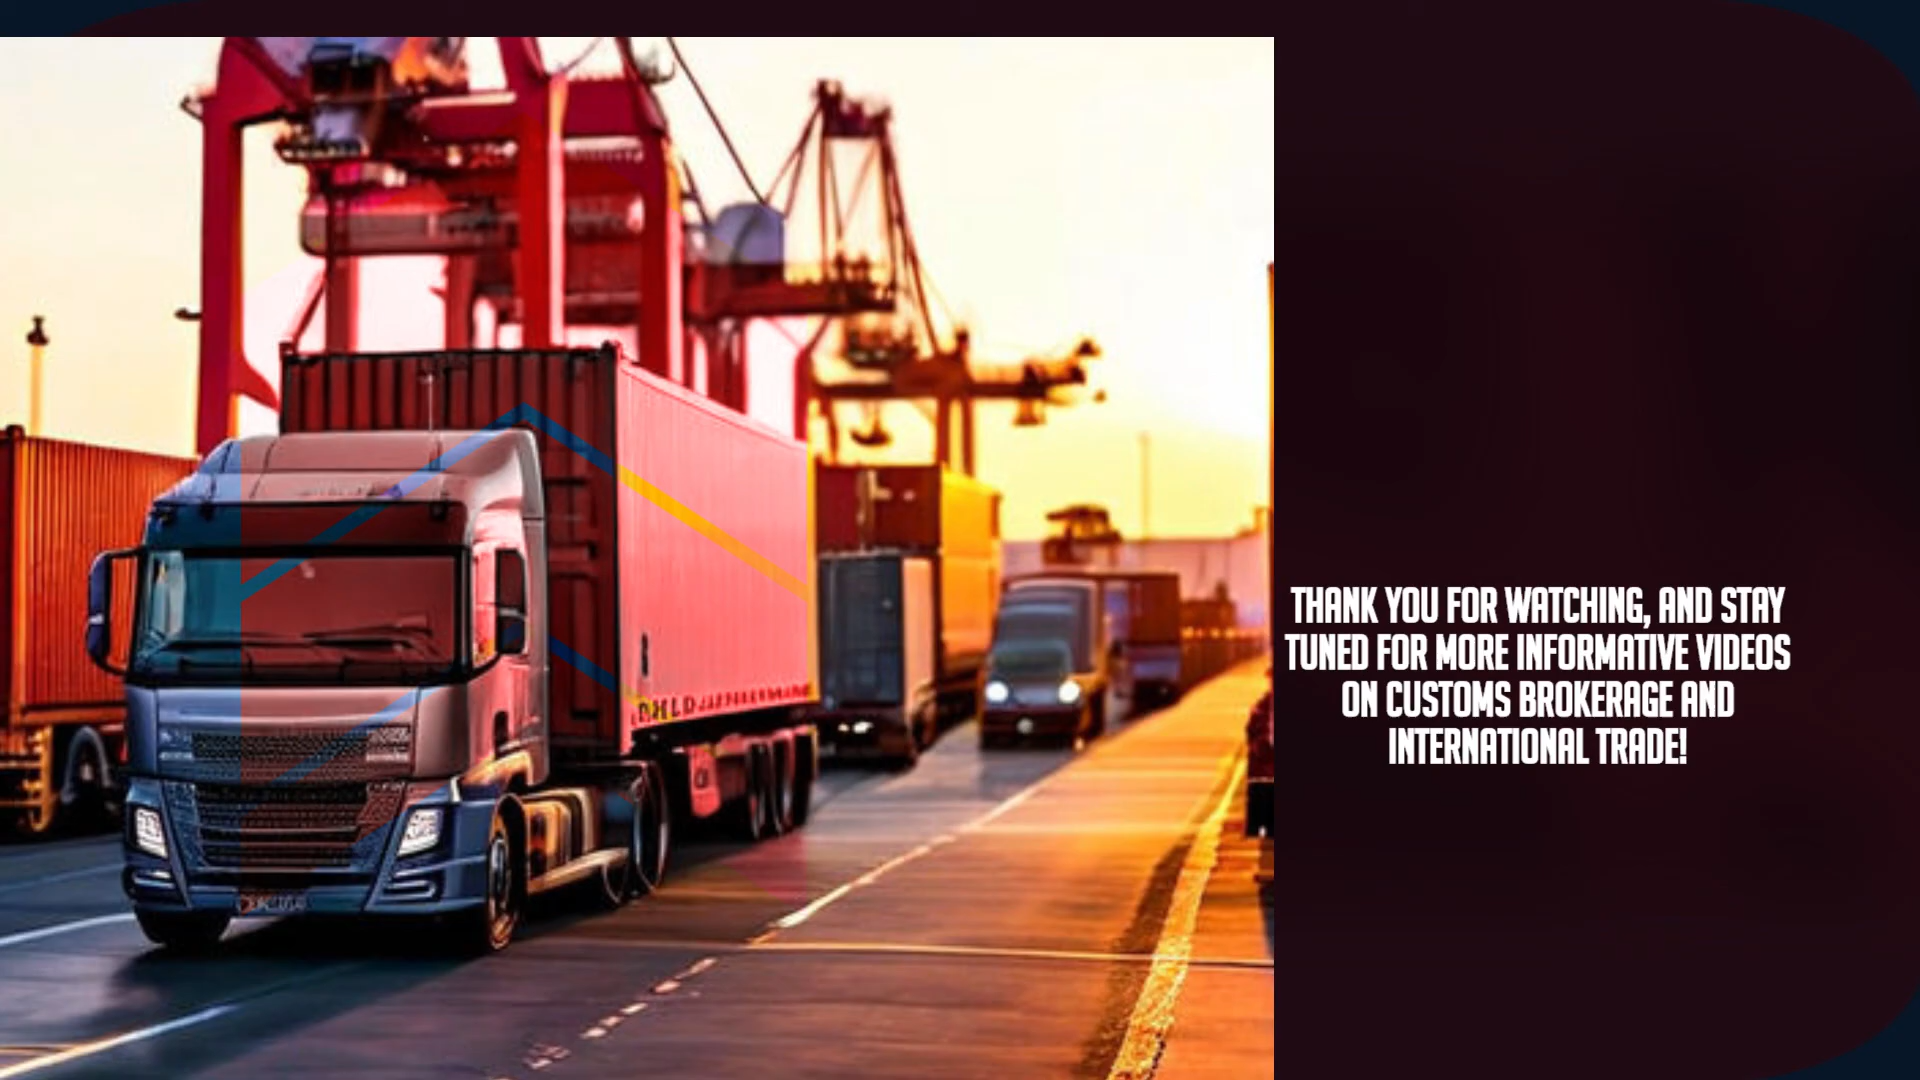 THANK YOU FOR WATCHING, AND STAY
TUNED FOR MORE INFORMATIVE VIDEOS
ON CUSTOMS BROKERAGE AND
INTERNATIONAL TRADE!